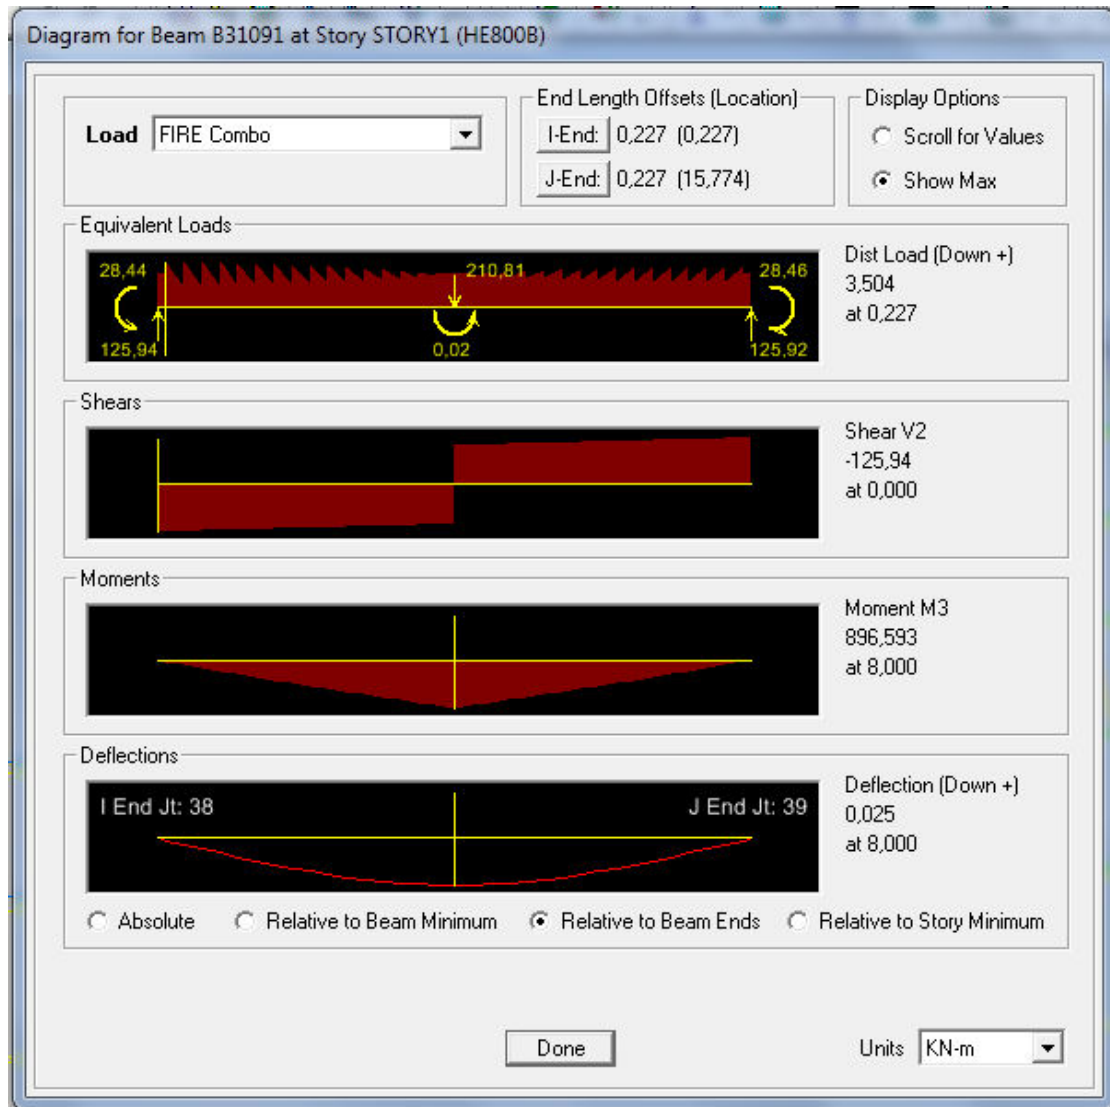 Diagram for Beam B31091 at Story STORY1 (HE800B)
Load FIRE Combo
End Length Offsets (Location)
I-End: 0,227 (0,227)
J-End: 0,227 (15,774)
Display Options
Scroll for Values
Show Max
Equivalent Loads
28,44 210,81 28,46
125,94 0,02 125,92
Dist Load (Down +)
3,504
at 0,227
Shears
Shear V2
-125,94
at 0,000
Moments
Moment M3
896,593
at 8,000
Deflections
I End Jt: 38 J End Jt: 39
Deflection (Down +)
0,025
at 8,000
Absolute Relative to Beam Minimum Relative to Beam Ends Relative to Story Minimum
Done Units KN-m